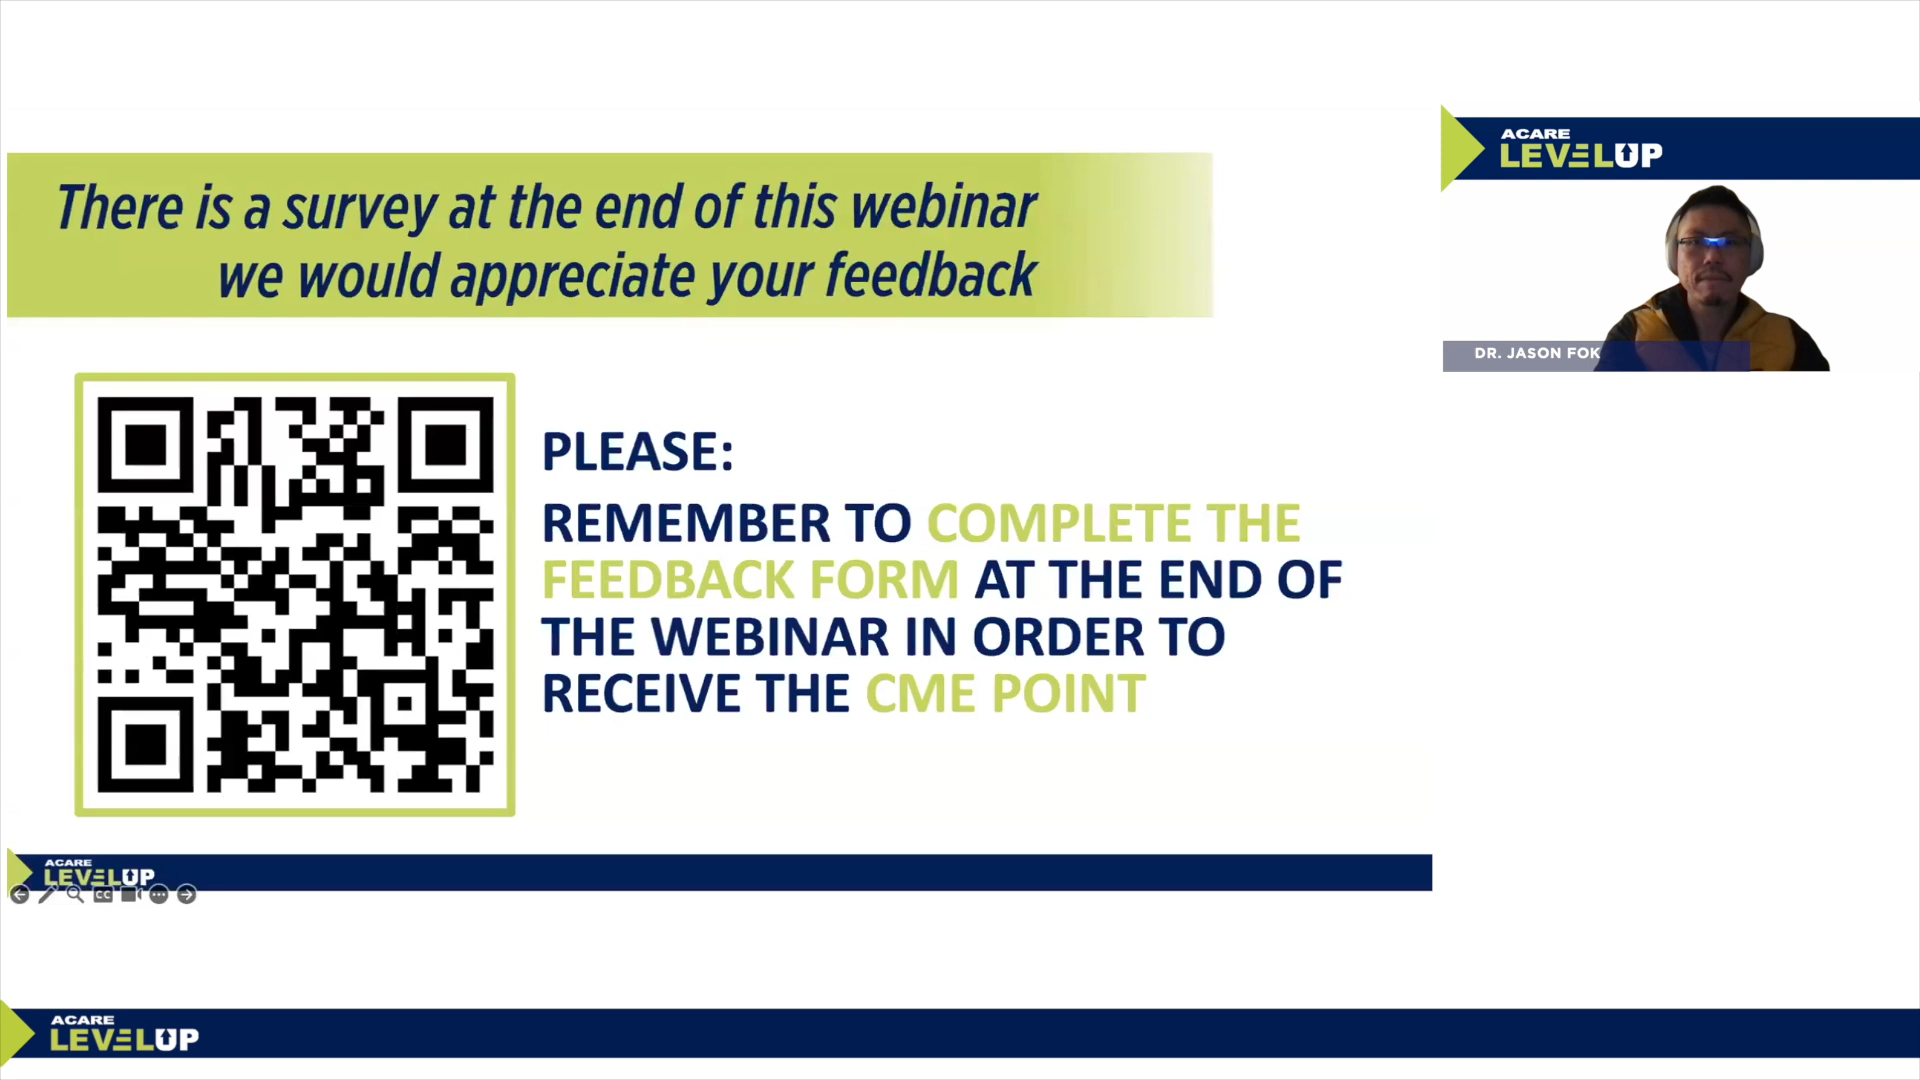 There is a survey at the end of this webinar
we would appreciate your feedback
ACARE
LEVELUP
DR. JASON FOK
PLEASE:
REMEMBER TO COMPLETE THE
FEEDBACK FORM AT THE END OF
THE WEBINAR IN ORDER TO
RECEIVE THE CME POINT
ACARE
LEVELUP
CC
ACARE
LEVELUP